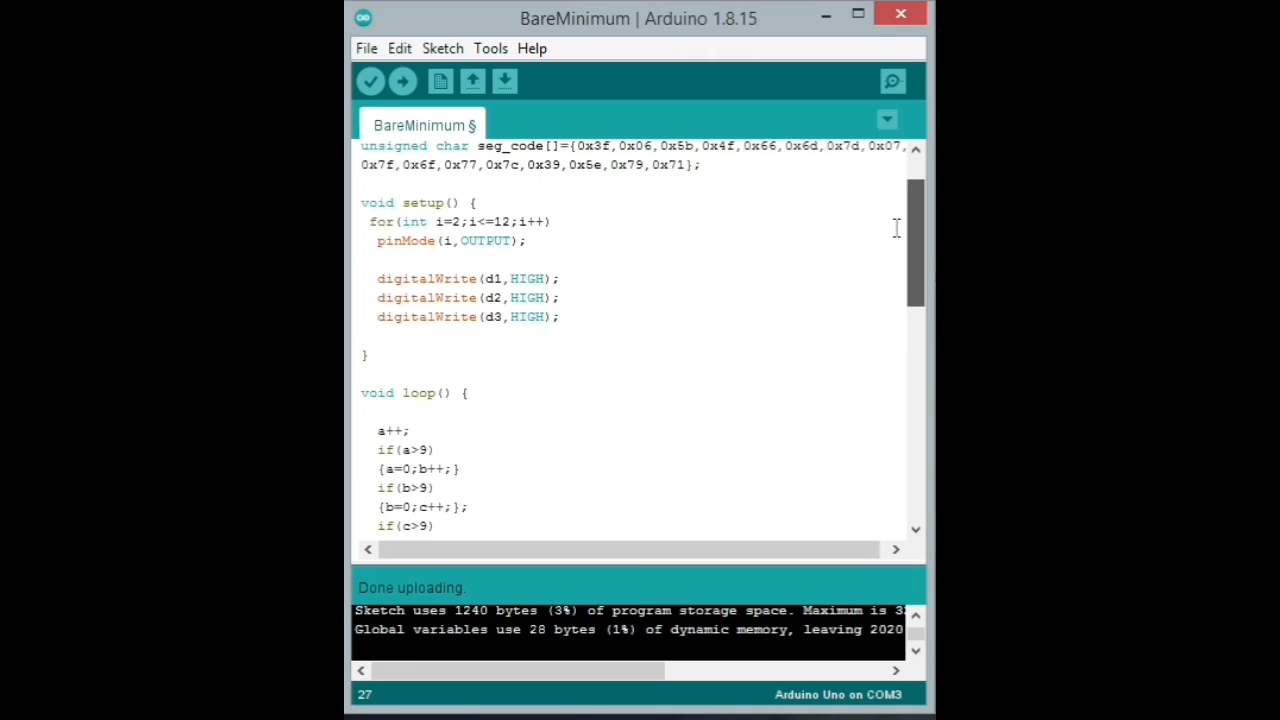 BareMinimum | Arduino 1.8.15
File Edit Sketch Tools Help
BareMinimum §
unsigned char seg_code[]={0x3f,0x06,0x5b,0x4f,0x66,0x6d,0x7d,0x07,
0x7f,0x6f,0x77,0x7c,0x39,0x5e,0x79,0x71};
void setup() {
for(int i=2;i<=12;i++)
pinMode(i,OUTPUT);
digitalWrite(d1,HIGH);
digitalWrite(d2,HIGH);
digitalWrite(d3,HIGH);
}
void loop() {
a++;
if(a>9)
{a=0;b++;}
if(b>9)
{b=0;c++;};
if(c>9)
Done uploading.
Sketch uses 1240 bytes (3%) of program storage space. Maximum is 3
Global variables use 28 bytes (1%) of dynamic memory, leaving 2020
27
Arduino Uno on COM3